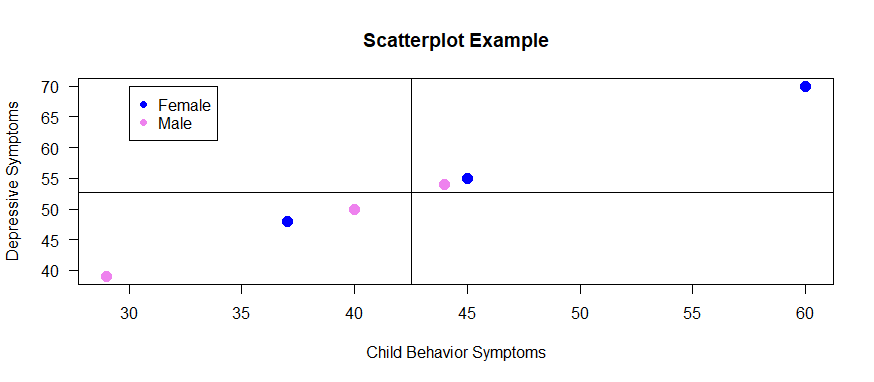 Scatterplot Example
Depressive Symptoms
70
65
60
55
50
45
40
Female
Male
30 35 40 45 50 55 60
Child Behavior Symptoms